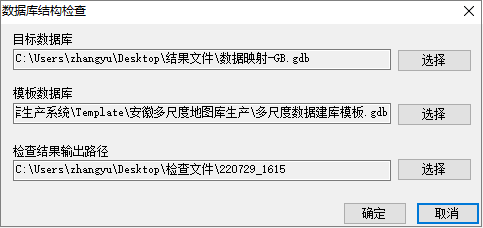 数据库结构检查
目标数据库
C:\Users\zhangyu\Desktop\结果文件\数据映射-GB.gdb
选择
模板数据库
生产系统\Template\安徽多尺度地图库生产\多尺度数据建库模板.gdb
选择
检查结果输出路径
C:\Users\zhangyu\Desktop\检查文件\220729_1615
选择
确定
取消